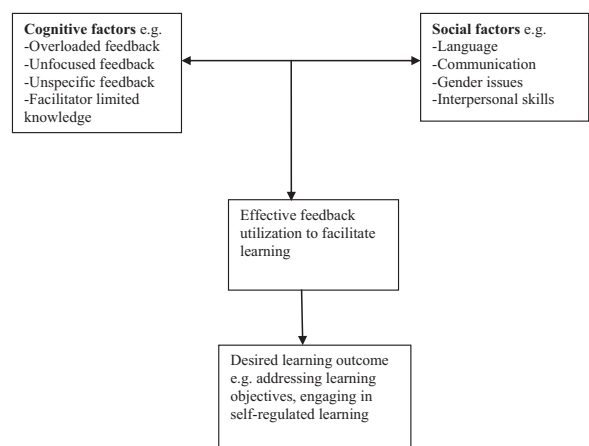 Cognitive factors e.g.
-Overloaded feedback
-Unfocused feedback
-Unspecific feedback
-Facilitator limited
knowledge
Social factors e.g
-Language
-Communication
-Gender issues
-Interpersonal skills
Effective feedback
utilization to facilitate
learning
Desired learning outcome
e.g. addressing learning
objectives, engaging in
self-regulated learning